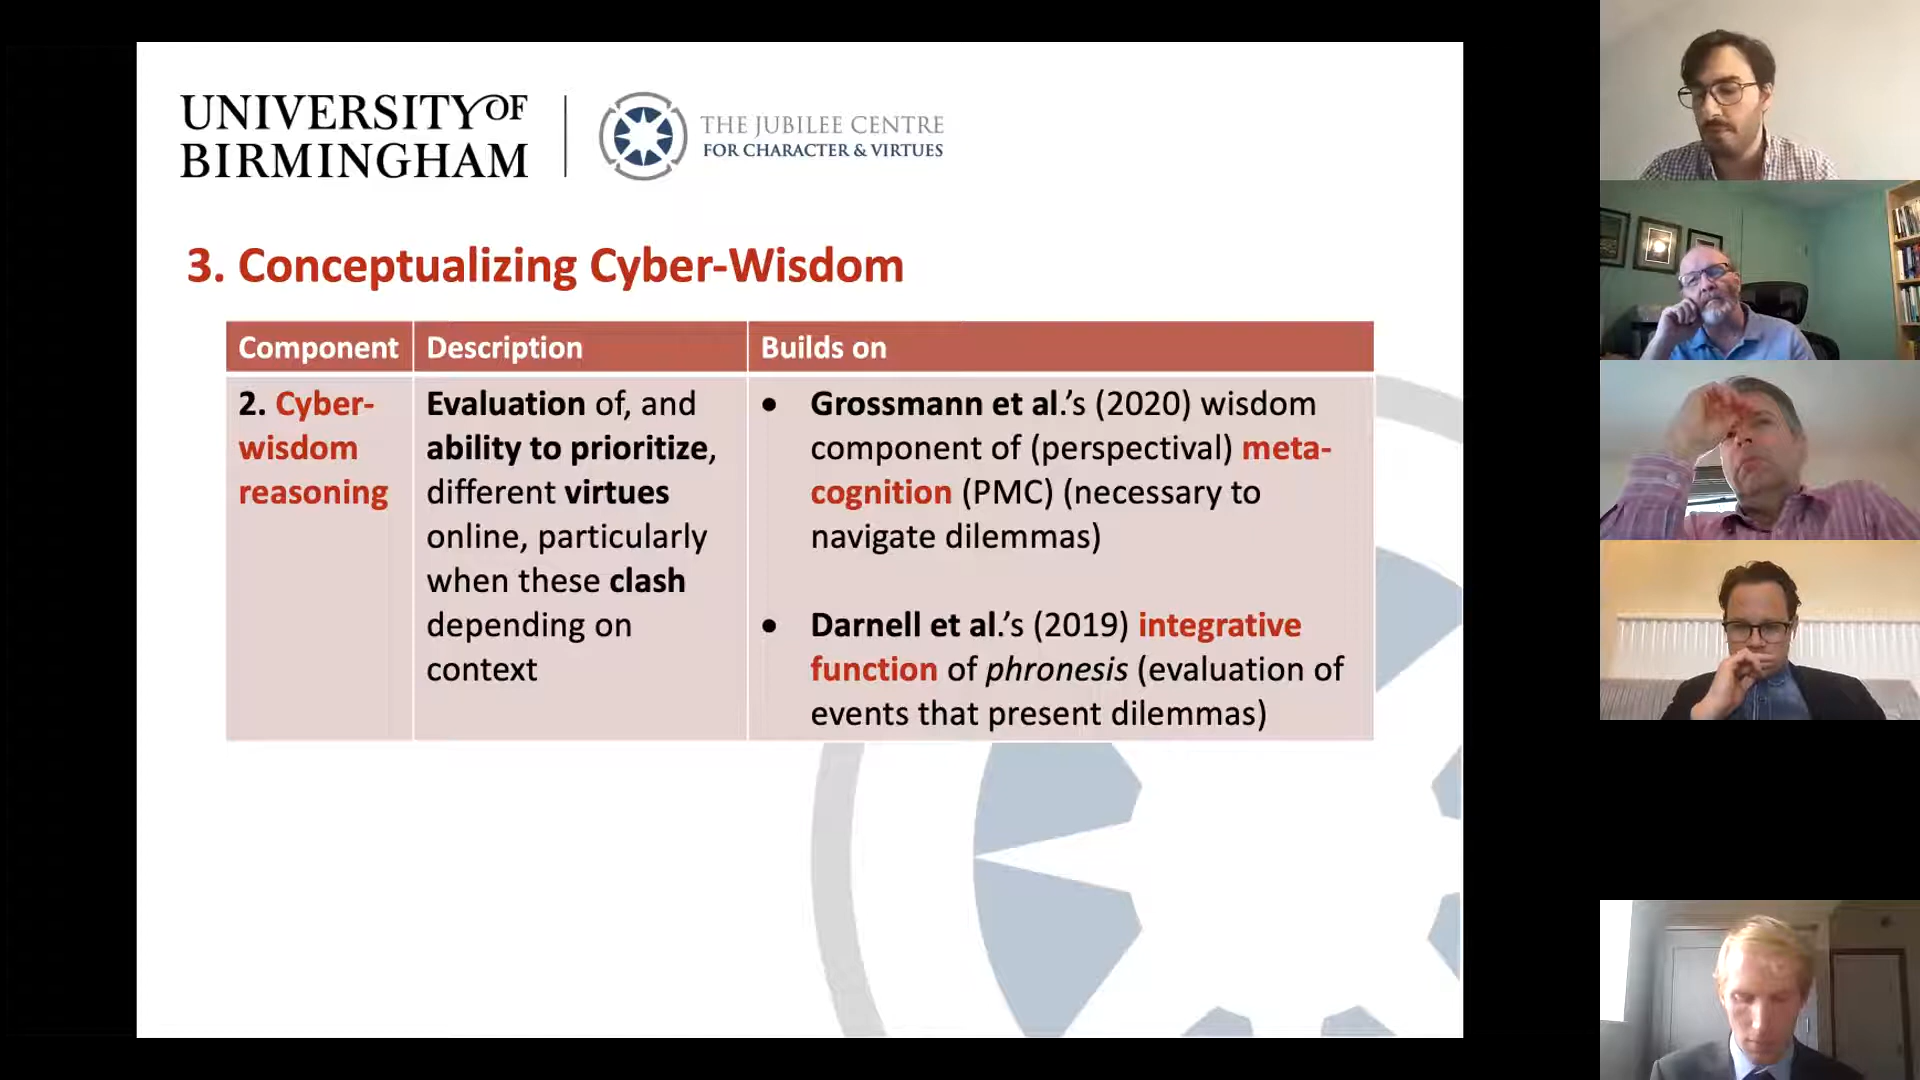 UNIVERSITY OF
BIRMINGHAM
THE JUBILEE CENTRE
FOR CHARACTER & VIRTUES
3. Conceptualizing Cyber-Wisdom
Component
Description
Builds on
2. Cyber-
wisdom
reasoning
Evaluation of, and
ability to prioritize,
different virtues
online, particularly
when these clash
depending on
context
• Grossmann et al.’s (2020) wisdom
component of (perspectival) meta-
cognition (PMC) (necessary to
navigate dilemmas)
• Darnell et al.’s (2019) integrative
function of phronesis (evaluation of
events that present dilemmas)